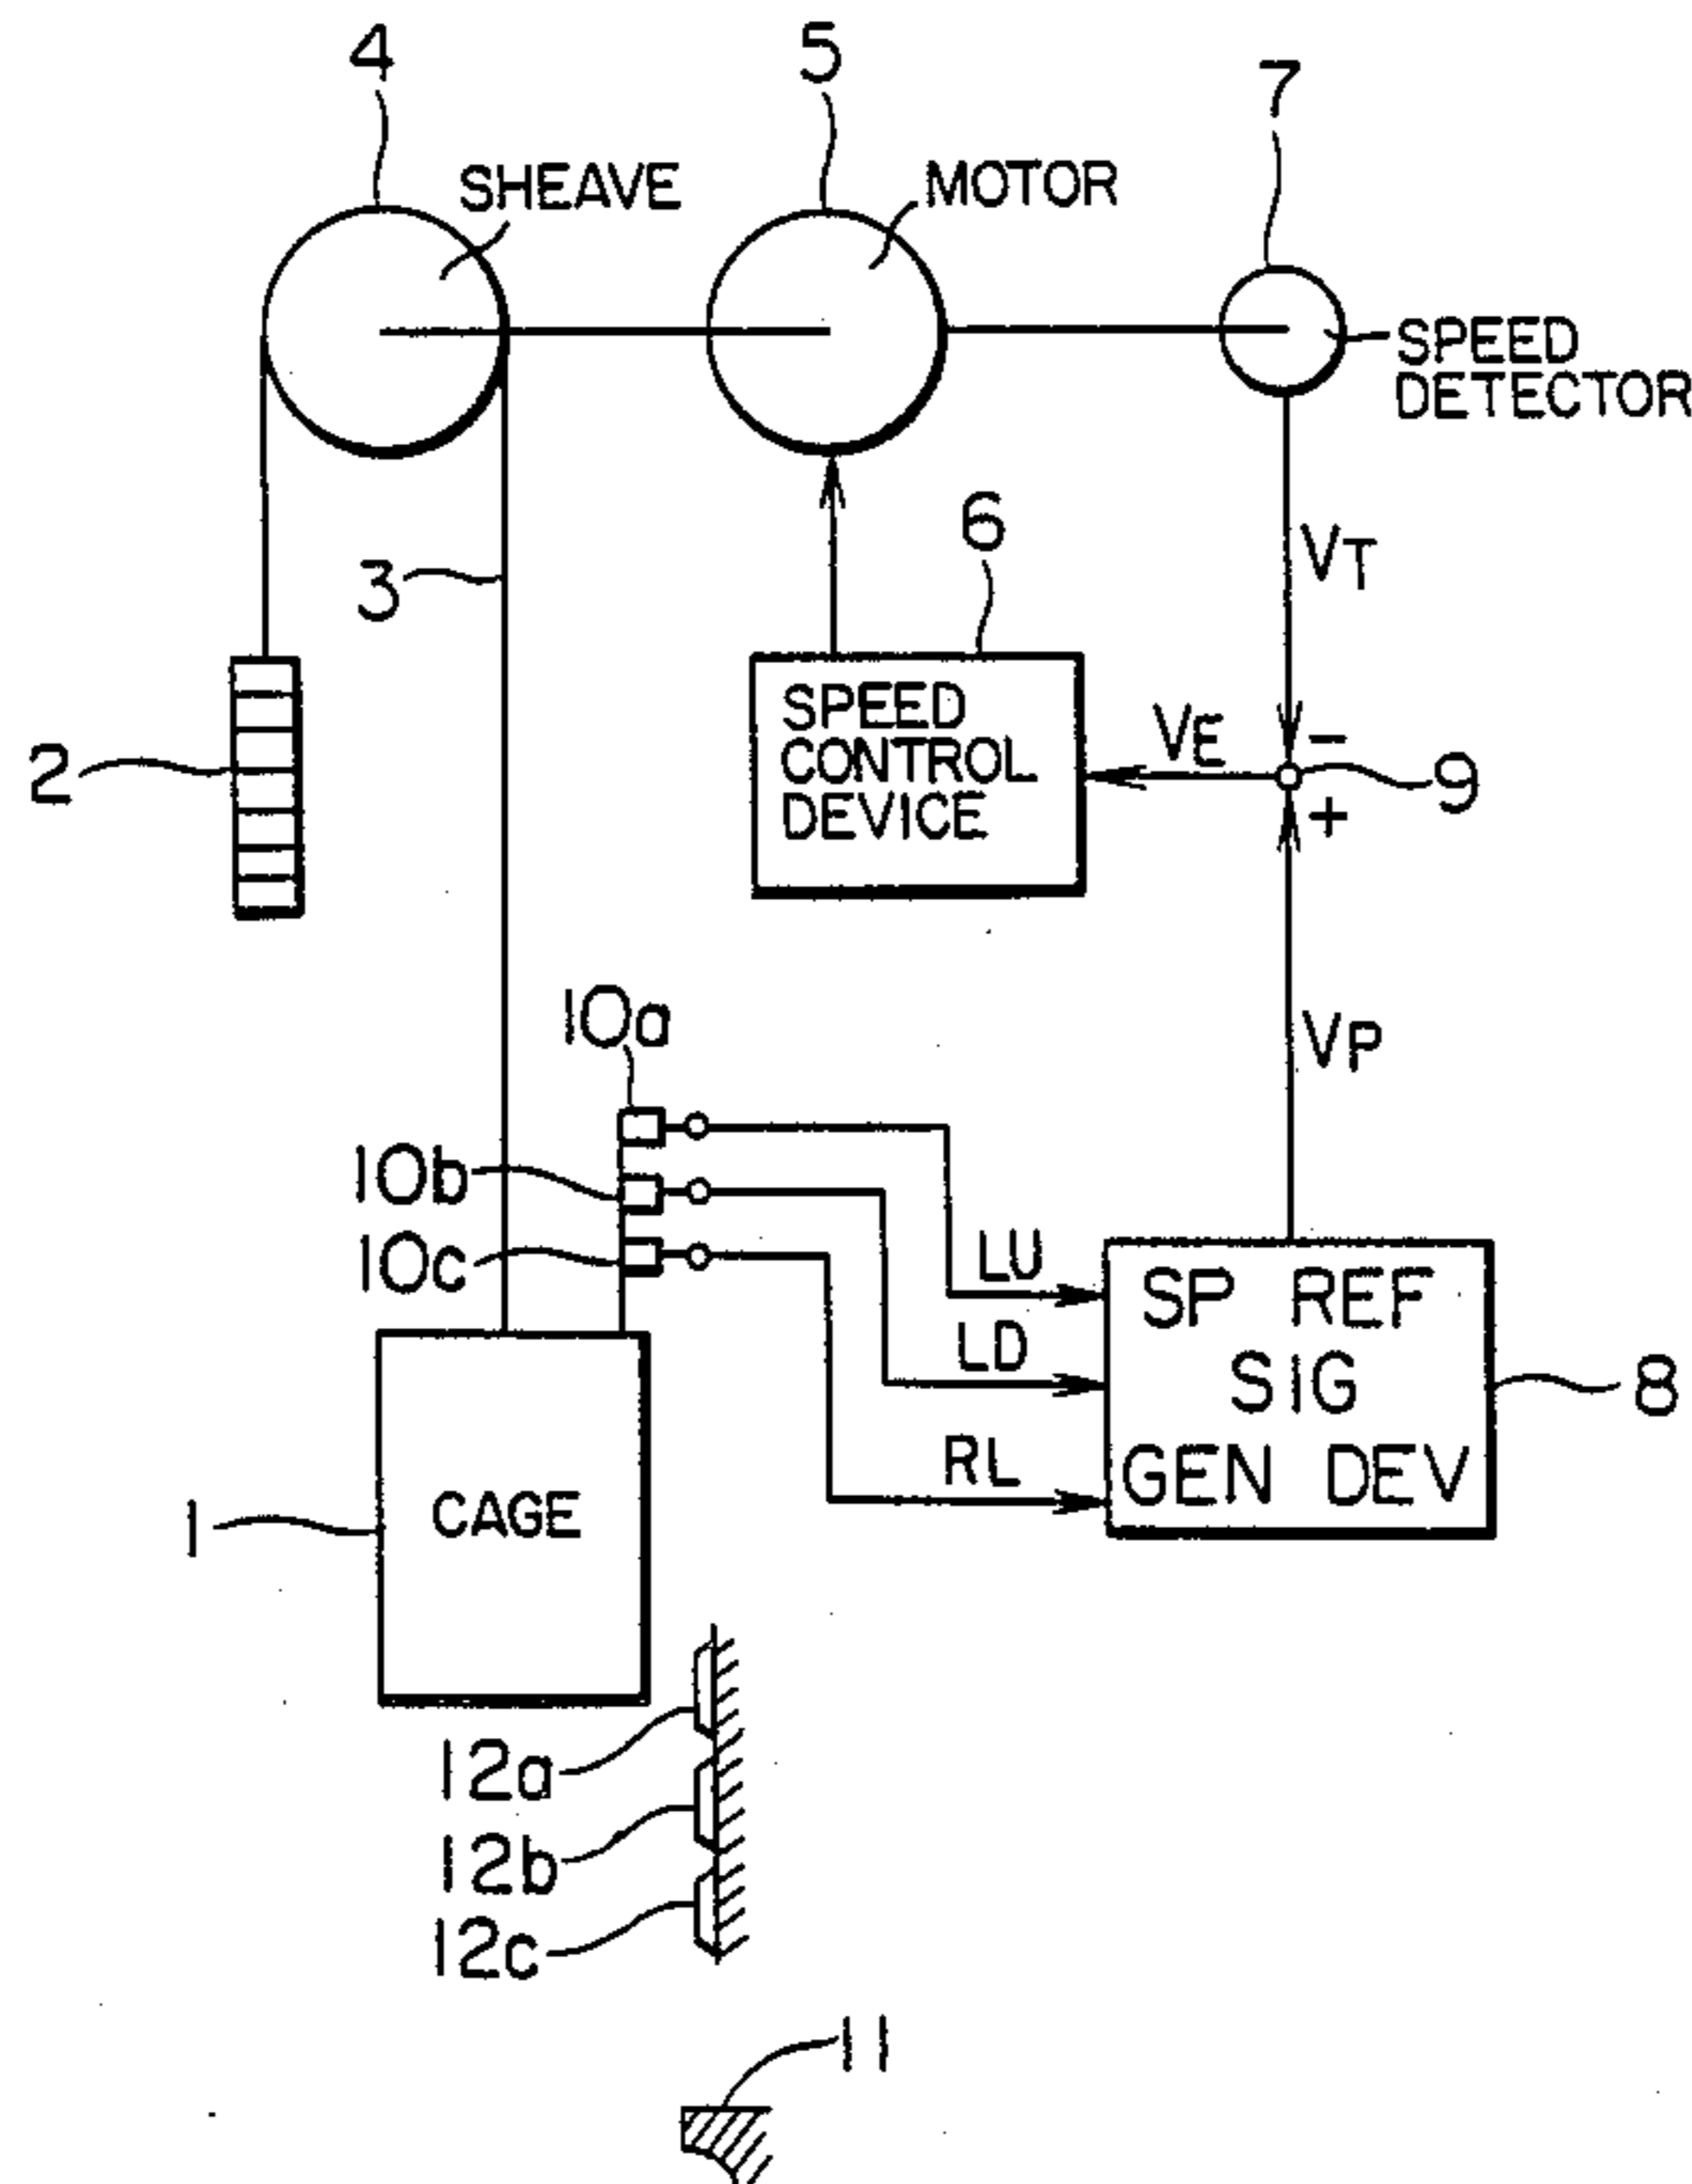 4
5
7
SHEAVE
MOTOR
SPEED
DETECTOR
6
VT
3
SPEED
CONTROL
DEVICE
VE
-
+
9
2
10a
VP
10b
10c
LU
LD
RL
SP REF
SIG
GEN DEV
8
CAGE
1
12a
12b
12c
11